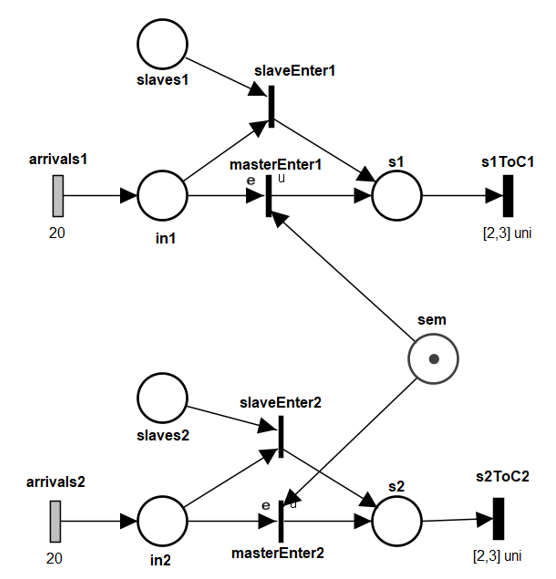 slaves1
slaveEnter1
arrivals1
masterEnter1
s1
s1ToC1
e
u
20
in1
[2,3] uni
sem
slaves2
slaveEnter2
arrivals2
s2
s2ToC2
e
u
20
in2
masterEnter2
[2,3] uni